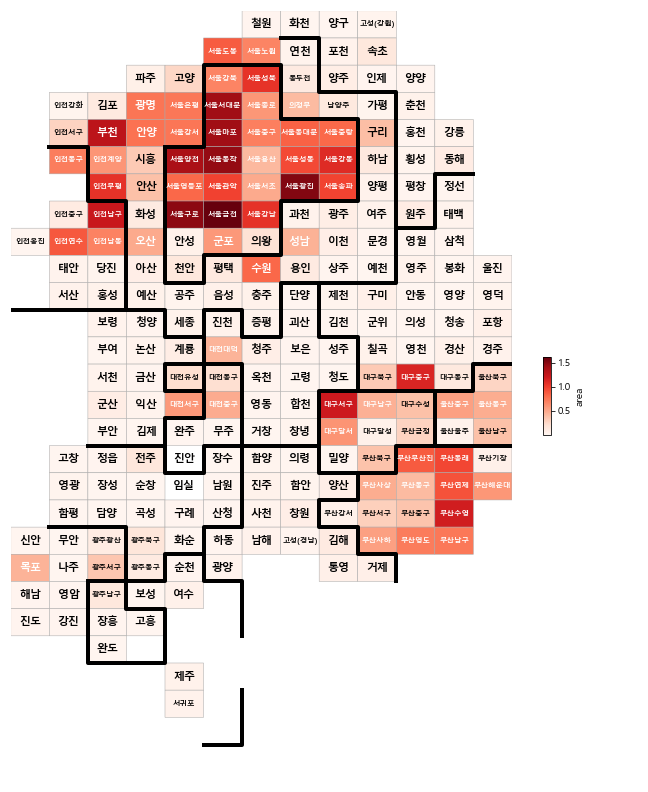 철원 화천 양구 고성(강원)
서울도봉 서울노원 연천 포천 속초
파주 고양 서울강북 서울성북 동두천 양주 인제 양양
인천강화 김포 광명 서울은평 서울서대문 서울종로 의정부 남양주 가평 춘천
인천서구 부천 안양 서울강서 서울마포 서울중구 서울동대문 서울중랑 구리 홍천 강릉
인천동구 인천계양 시흥 서울양천 서울동작 서울용산 서울성동 서울강동 하남 횡성 동해
인천부평 안산 서울영등포 서울관악 서울서초 서울광진 서울송파 양평 평창 정선
인천중구 인천남구 화성 서울구로 서울금천 서울강남 과천 광주 여주 원주 태백
인천옹진 인천연수 인천남동 오산 안성 군포 의왕 성남 이천 문경 영월 삼척
태안 당진 아산 천안 평택 수원 용인 상주 예천 영주 봉화 울진
서산 홍성 예산 공주 음성 충주 단양 제천 구미 안동 영양 영덕
보령 청양 세종 진천 증평 괴산 김천 군위 의성 청송 포항
부여 논산 계룡 대전대덕 청주 보은 성주 칠곡 영천 경산 경주
서천 금산 대전유성 대전동구 옥천 고령 청도 대구북구 대구중구 대구동구 울산북구
군산 익산 대전서구 대전중구 영동 합천 대구서구 대구남구 대구수성 울산중구 울산동구
부안 김제 완주 무주 거창 창녕 대구달서 대구달성 부산금정 울산울주 울산남구
고창 정읍 전주 진안 장수 함양 의령 밀양 부산북구 부산부산진 부산동래 부산기장
영광 장성 순창 임실 남원 진주 함안 양산 부산사상 부산동구 부산연제 부산해운대
함평 담양 곡성 구례 산청 사천 창원 부산강서 부산서구 부산중구 부산수영
신안 무안 광주광산 광주북구 화순 하동 남해 고성(경남) 김해 부산사하 부산영도 부산남구
목포 나주 광주서구 광주동구 순천 광양 통영 거제
해남 영암 광주남구 보성 여수
진도 강진 장흥 고흥
완도
제주
서귀포
1.5
1.0
0.5
area